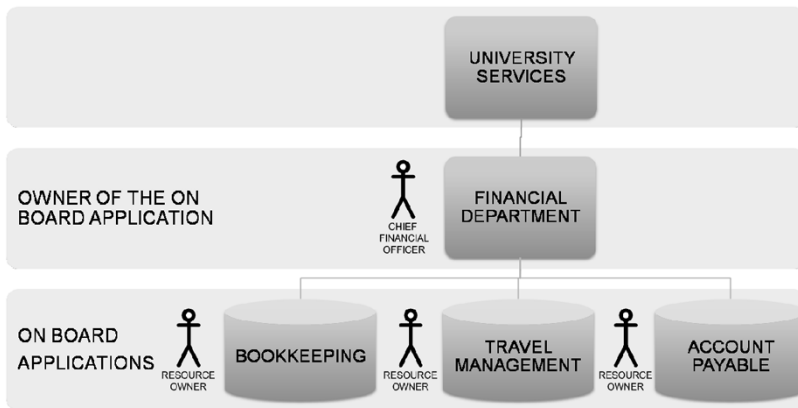 UNIVERSITY
SERVICES
OWNER OF THE ON
BOARD APPLICATION
CHIEF
FINANCIAL
OFFICER
FINANCIAL
DEPARTMENT
ON BOARD
APPLICATIONS
RESOURCE
OWNER
BOOKKEEPING
RESOURCE
OWNER
TRAVEL
MANAGEMENT
RESOURCE
OWNER
ACCOUNT
PAYABLE